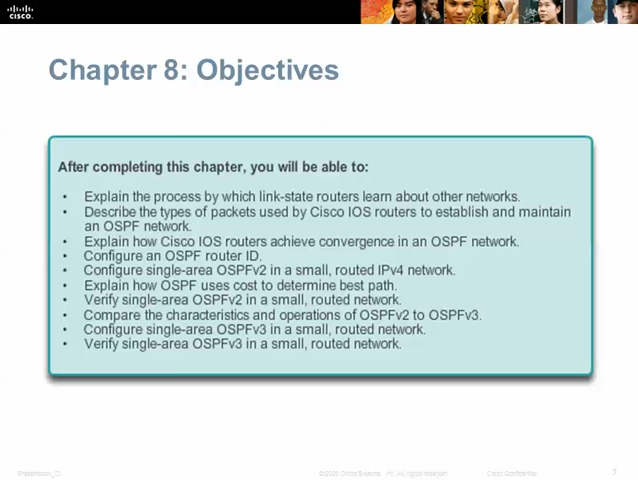 CISCO
Chapter 8: Objectives
After completing this chapter, you will be able to:
• Explain the process by which link-state routers learn about other networks.
• Describe the types of packets used by Cisco IOS routers to establish and maintain
an OSPF network.
• Explain how Cisco IOS routers achieve convergence in an OSPF network.
• Configure an OSPF router ID.
• Configure single-area OSPFv2 in a small, routed IPv4 network.
• Explain how OSPF uses cost to determine best path.
• Verify single-area OSPFv2 in a small, routed network.
• Compare the characteristics and operations of OSPFv2 to OSPFv3.
• Configure single-area OSPFv3 in a small, routed network.
• Verify single-area OSPFv3 in a small, routed network.
Cisco Confidential